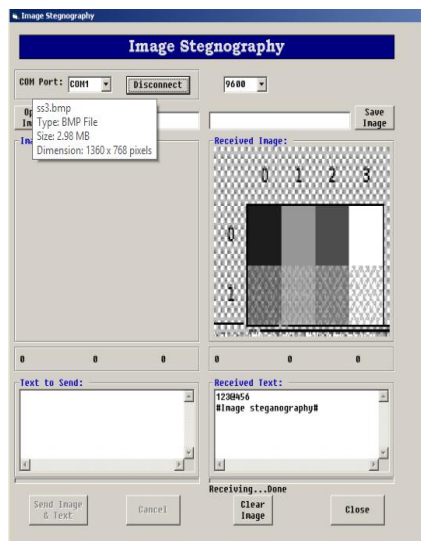 Image Stegnography
Image Stegnography
COM Port: COM1 Disconnect 9600
ss3.bmp
Type: BMP File
Size: 2.98 MB
Dimension: 1360 x 768 pixels
Save
Image
Received Image:
0 1 2 3
0
1
0 0 0 0 0 0
Text to Send: Received Text:
123@456
#Image steganography#
Receiving...Done
Send Image
& Text
Cancel
Clear
Image
Close